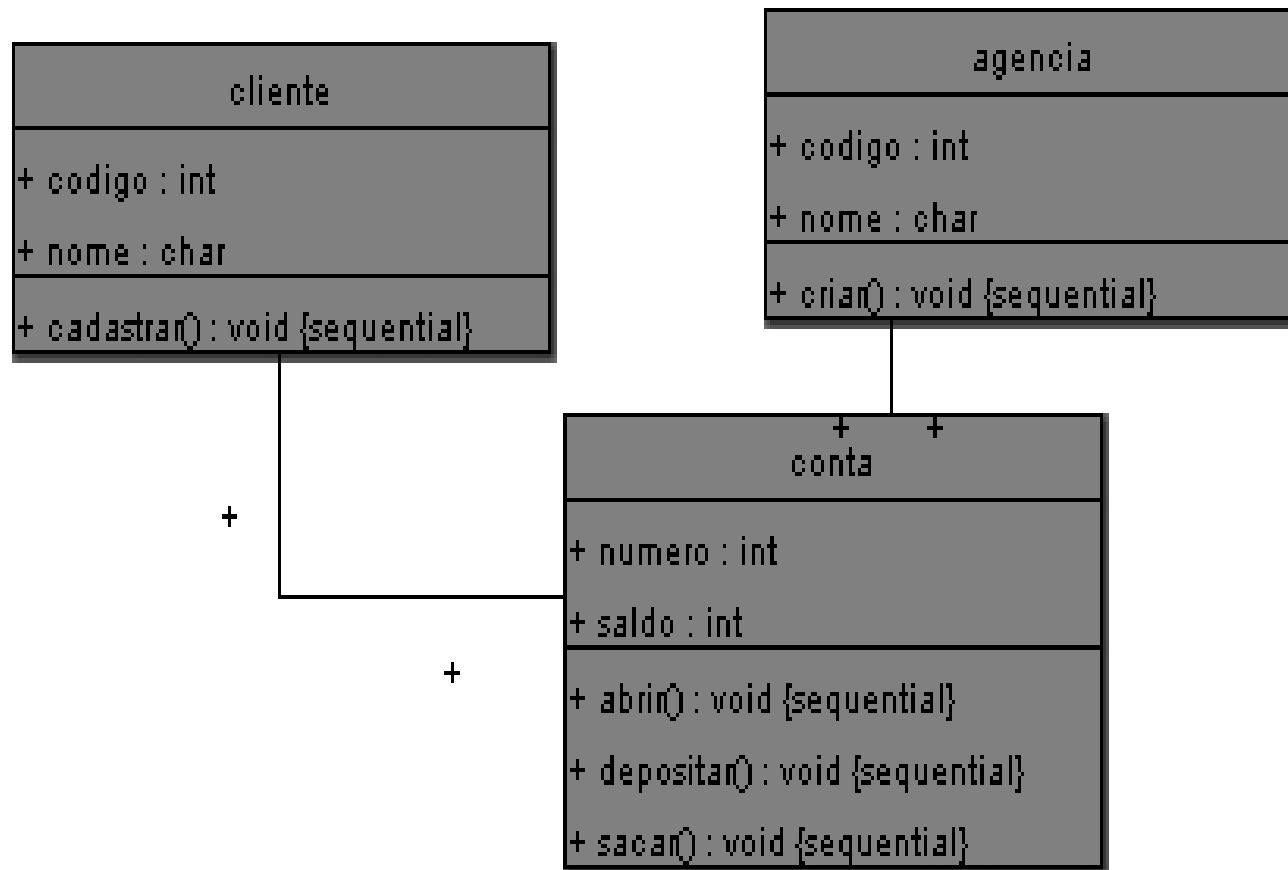 cliente
+ codigo : int
+ nome : char
+ cadastrar() : void {sequential}
agencia
+ codigo : int
+ nome : char
+ criar() : void {sequential}
+ +
conta
+ numero : int
+ saldo : int
+ abrir() : void {sequential}
+ depositar() : void {sequential}
+ sacar() : void {sequential}
+
+